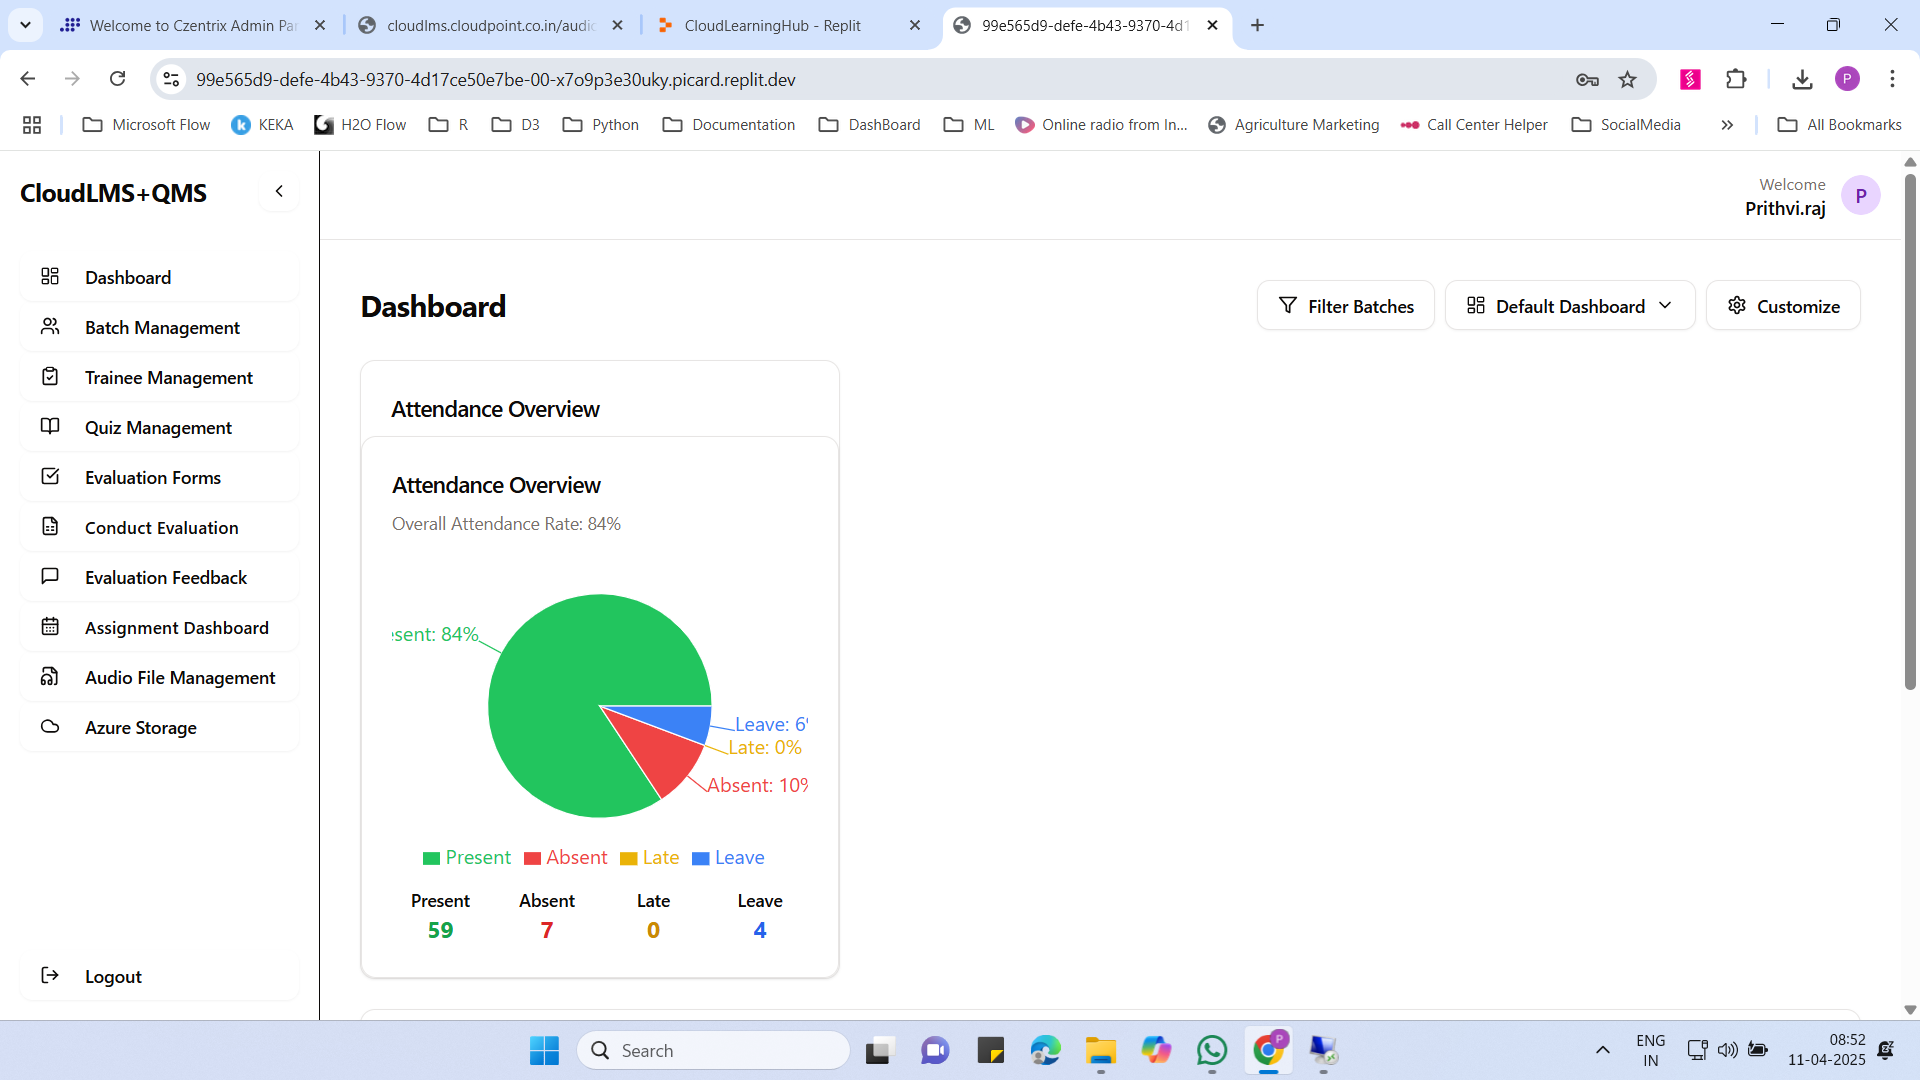 Welcome to Czentrix Admin Par
cloudlms.cloudpoint.co.in/audio
CloudLearningHub - Replit
99e565d9-defe-4b43-9370-4d1
99e565d9-defe-4b43-9370-4d17ce50e7be-00-x7o9p3e30uky.picard.replit.dev
P
Microsoft Flow
KEKA
H2O Flow
R
D3
Python
Documentation
DashBoard
ML
Online radio from In...
Agriculture Marketing
Call Center Helper
SocialMedia
All Bookmarks
CloudLMS+QMS
Welcome
Prithvi.raj
P
Dashboard
Batch Management
Trainee Management
Quiz Management
Evaluation Forms
Conduct Evaluation
Evaluation Feedback
Assignment Dashboard
Audio File Management
Azure Storage
Logout
Dashboard
Filter Batches
Default Dashboard
Customize
Attendance Overview
Attendance Overview
Overall Attendance Rate: 84%
esent: 84%
Leave: 6%
Late: 0%
Absent: 10%
Present
Absent
Late
Leave
Present
Absent
Late
Leave
59
7
0
4
Search
P
ENG
IN
08:52
11-04-2025